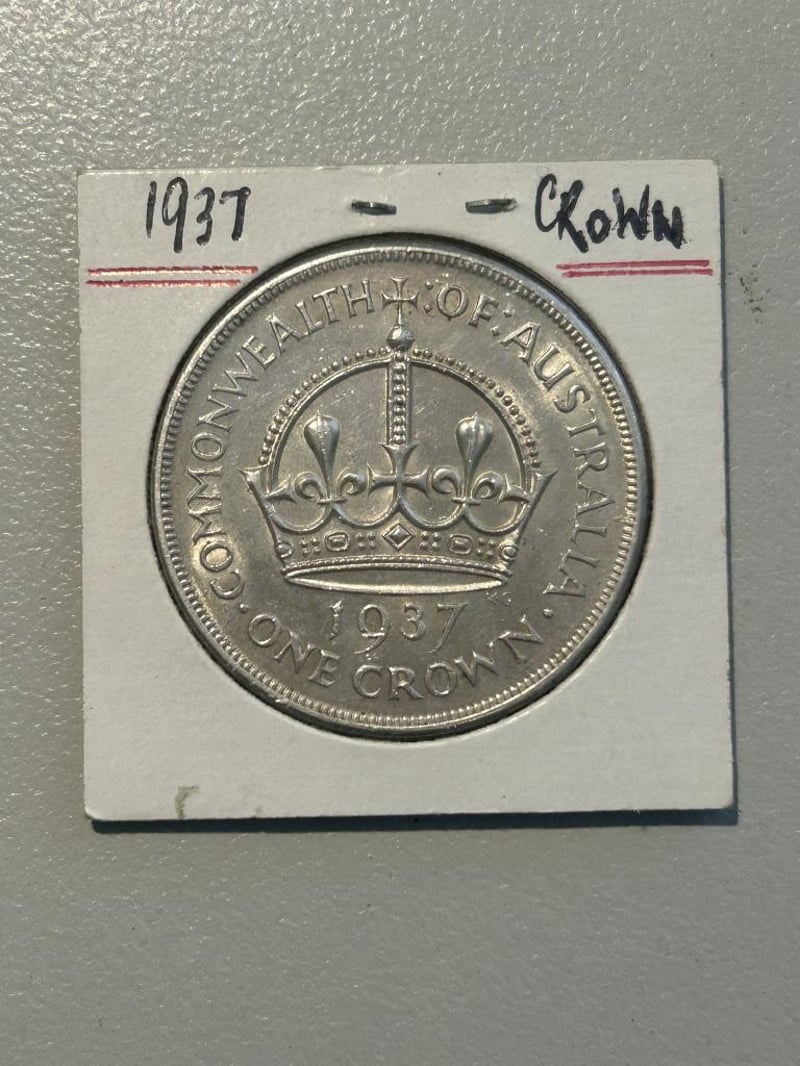 1937
CROWN
COMMONWEALTH OF AUSTRALIA
1937
ONE CROWN